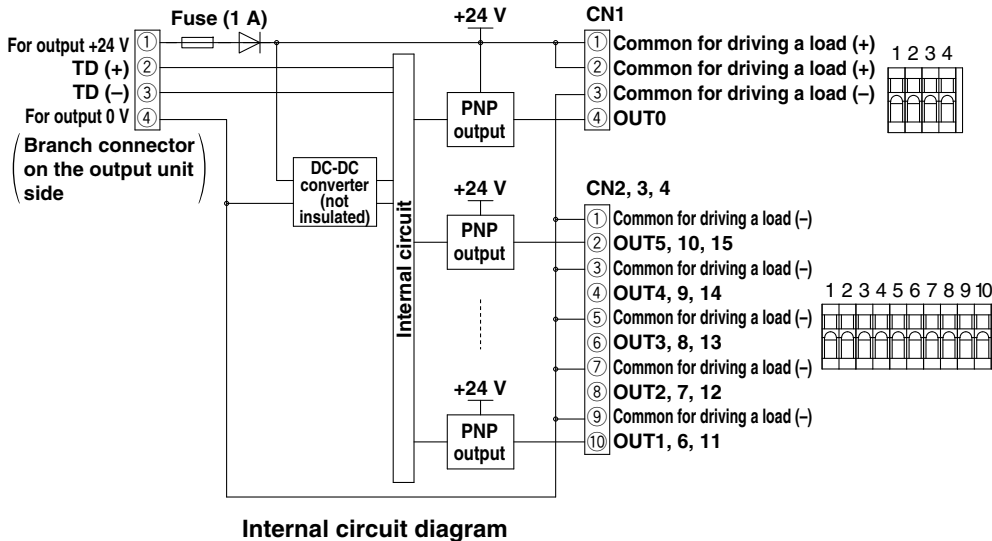 Fuse (1 A)
+24 V
CN1
For output +24 V ①
TD (+) ②
TD (–) ③
For output 0 V ④
(Branch connector
on the output unit
side)
① Common for driving a load (+)
② Common for driving a load (+)
③ Common for driving a load (–)
④ OUT0
1 2 3 4
PNP
output
DC-DC
converter
(not
insulated)
Internal circuit
+24 V
PNP
output
+24 V
PNP
output
CN2, 3, 4
① Common for driving a load (–)
② OUT5, 10, 15
③ Common for driving a load (–)
④ OUT4, 9, 14
⑤ Common for driving a load (–)
⑥ OUT3, 8, 13
⑦ Common for driving a load (–)
⑧ OUT2, 7, 12
⑨ Common for driving a load (–)
⑩ OUT1, 6, 11
1 2 3 4 5 6 7 8 9 10
Internal circuit diagram